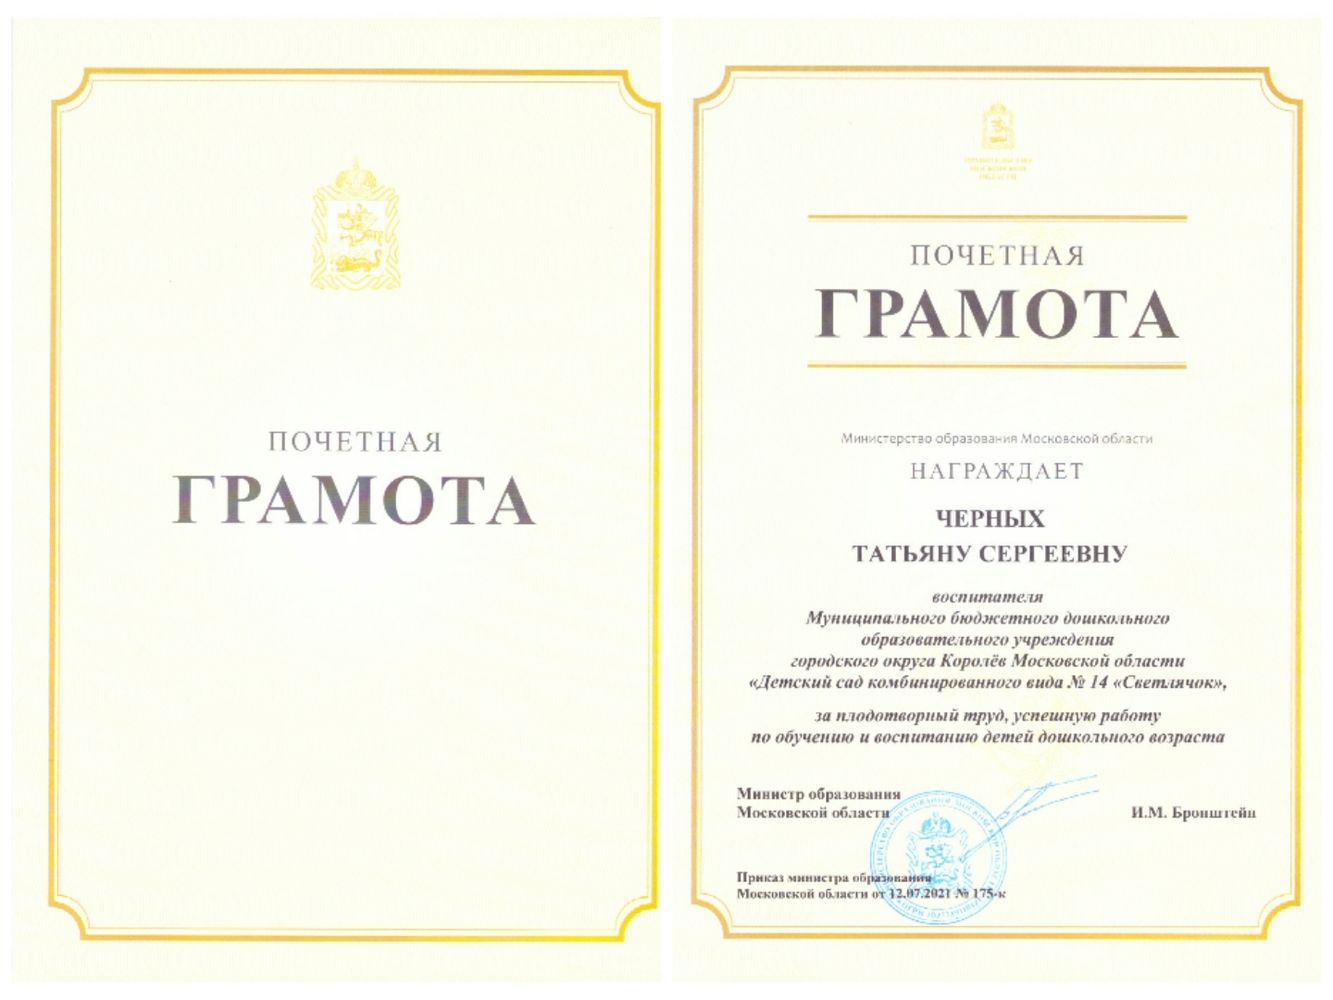 ПОЧЕТНАЯ
ГРАМОТА
ПРАВИТЕЛЬСТВО
МОСКОВСКОЙ
ОБЛАСТИ
ПОЧЕТНАЯ
ГРАМОТА
Министерство образования Московской области
НАГРАЖДАЕТ
ЧЕРНЫХ
ТАТЬЯНУ СЕРГЕЕВНУ
воспитателя
Муниципального бюджетного дошкольного
образовательного учреждения
городского округа Королёв Московской области
«Детский сад комбинированного вида № 14 «Светлячок»,
за плодотворный труд, успешную работу
по обучению и воспитанию детей дошкольного возраста
Министр образования
Московской области
И.М. Бронштейн
Приказ министра образования
Московской области от 12.07.2021 № 175-к